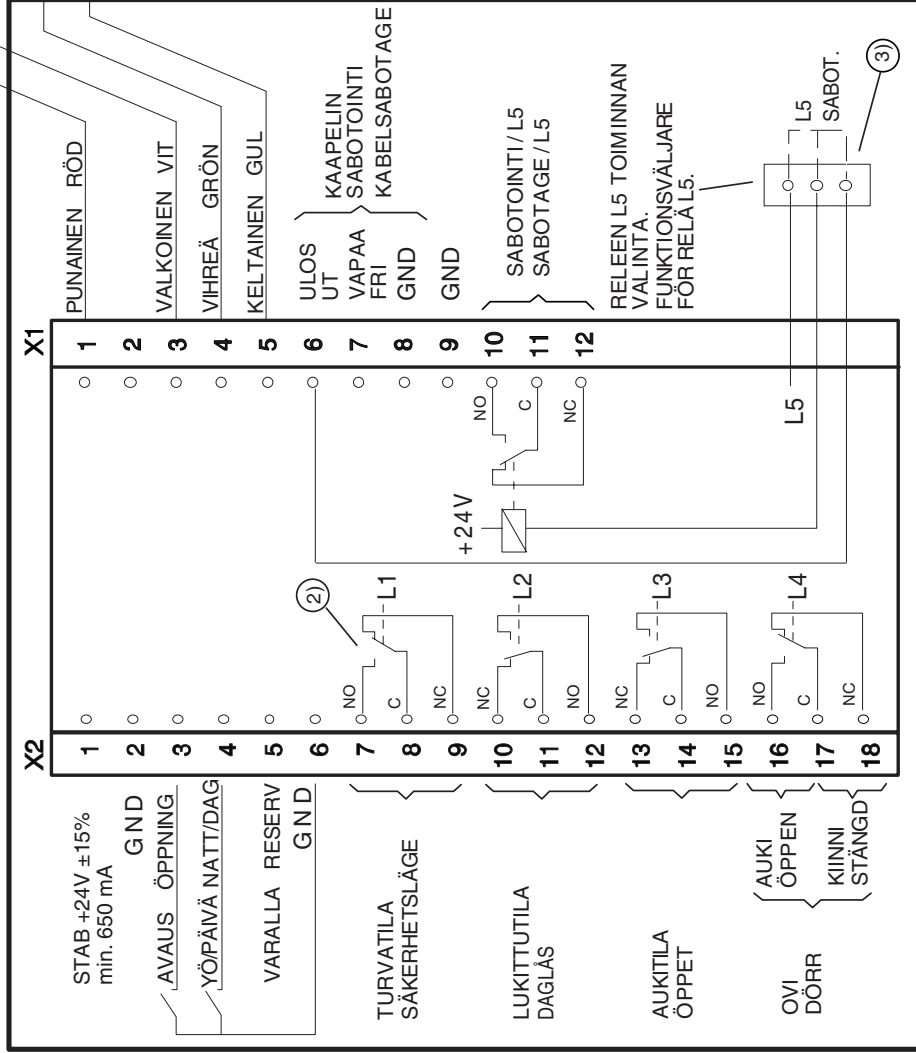 X2
X1
STAB +24V ±15%
min. 650 mA
GND
AVAUS ÖPPNING
YÖ/PÄIVÄ NATT/DAG
VARALLA RESERV
GND
TURVATILA
SÄKERHETSLÄGE
LUKITTUTILA
DAGLÅS
AUKITILA
ÖPPET
OVI
DÖRR
AUKI
ÖPPEN
KIINNI
STÄNGD
1
2
3
4
5
6
7
8
9
10
11
12
13
14
15
16
17
18
NO
C
NC
L1
2)
NC
C
NO
L2
NC
C
NO
L3
NO
C
NC
L4
+24V
NO
C
NC
L5
1
2
3
4
5
6
7
8
9
10
11
12
PUNAINEN RÖD
VALKOINEN VIT
VIHREÄ GRÖN
KELTAINEN GUL
ULOS
UT
VAPAA
FRI
GND
GND
KAAPELIN
SABOTOINTI
KABELSABOTAGE
SABOTOINTI / L5
SABOTAGE / L5
RELEEN L5 TOIMINNAN
VALINTA.
FUNKTIONSVÄLJARE
FÖR RELÄ L5.
L5
SABOT.
3)